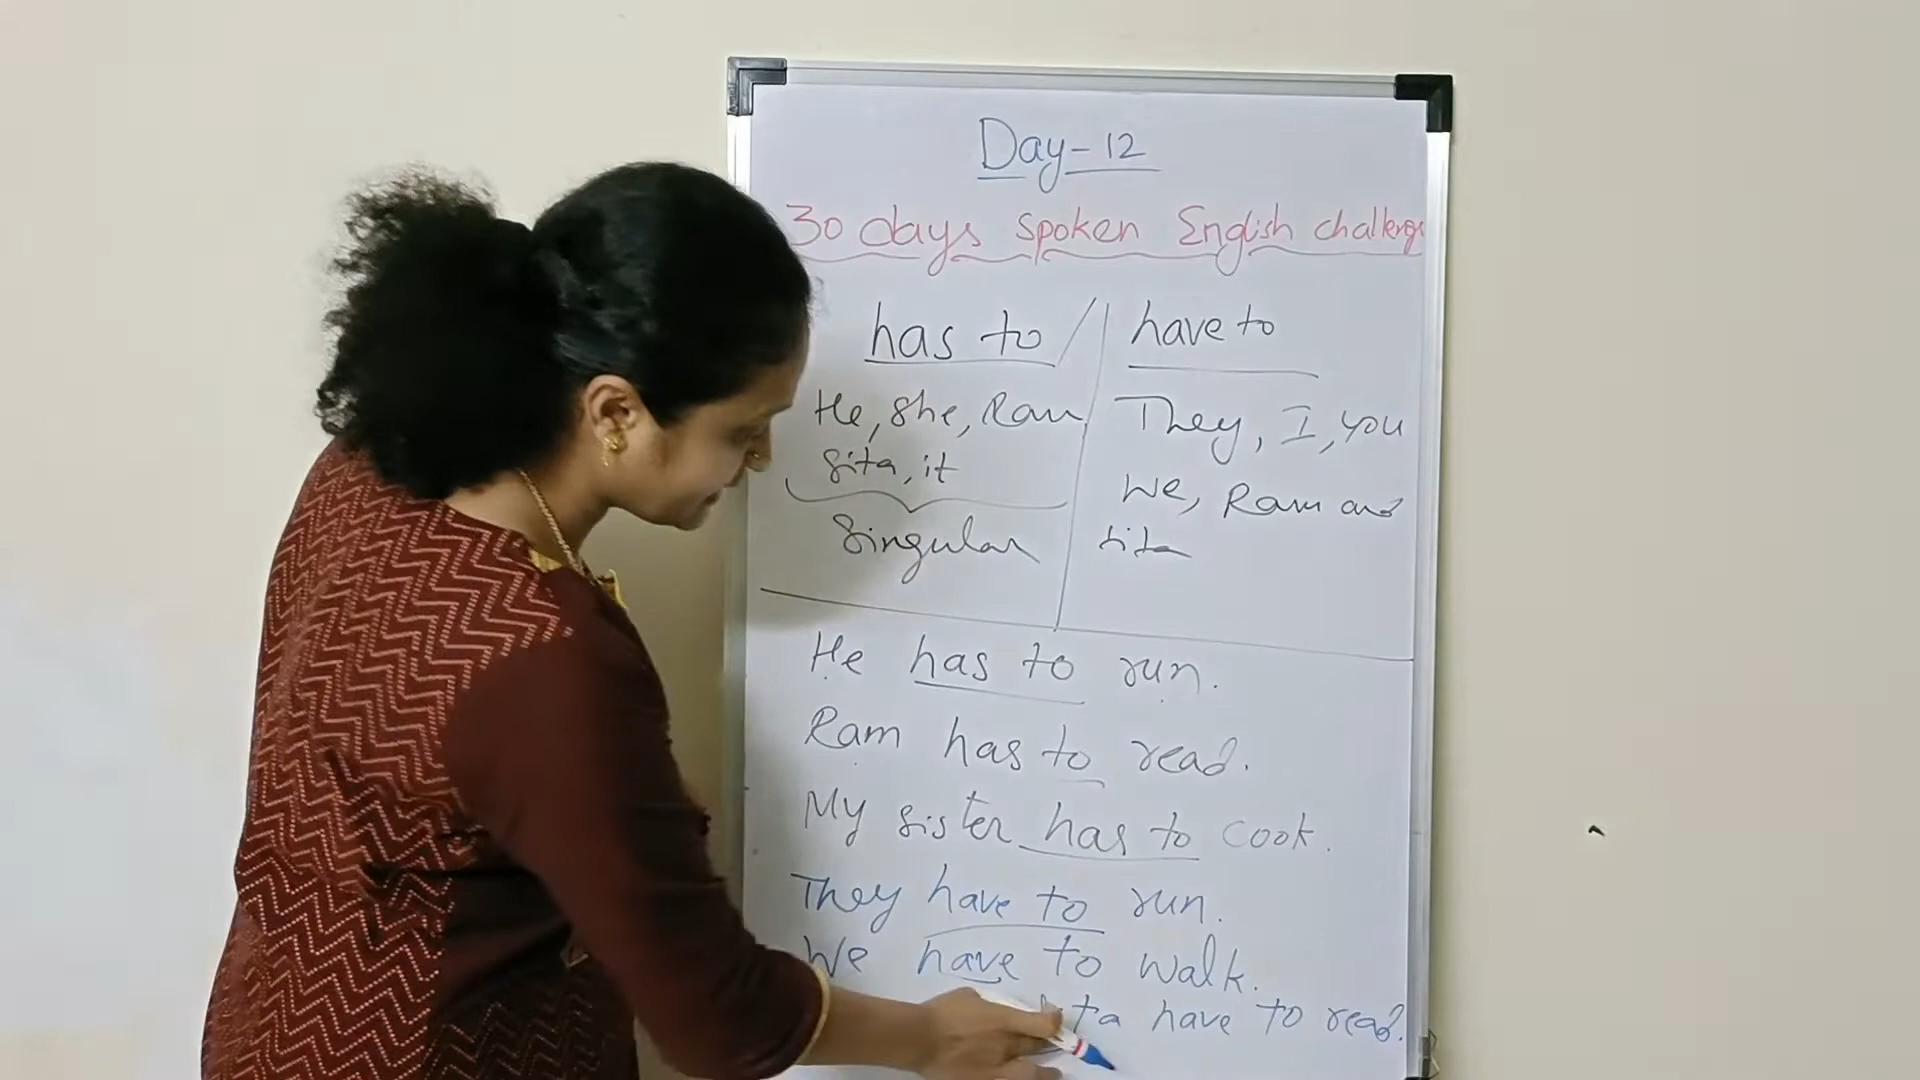 Day-12
30 days spoken English challenge
has to / have to
He, she, Ram
sita, it
Singular
They, I, you
We, Ram and
sita
He has to run.
Ram has to read.
My sister has to cook.
They have to run.
We have to walk.
have to read.